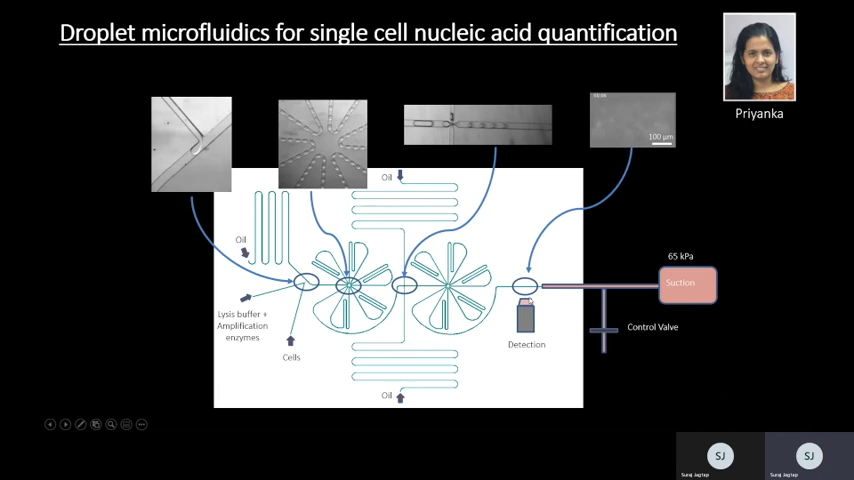 Droplet microfluidics for single cell nucleic acid quantification
Priyanka
100 µm
Oil
Oil
65 kPa
Suction
Lysis buffer +
Amplification
enzymes
Cells
Control Valve
Detection
Oil
SJ
SJ
Suraj Jagtap
Suraj Jagtap